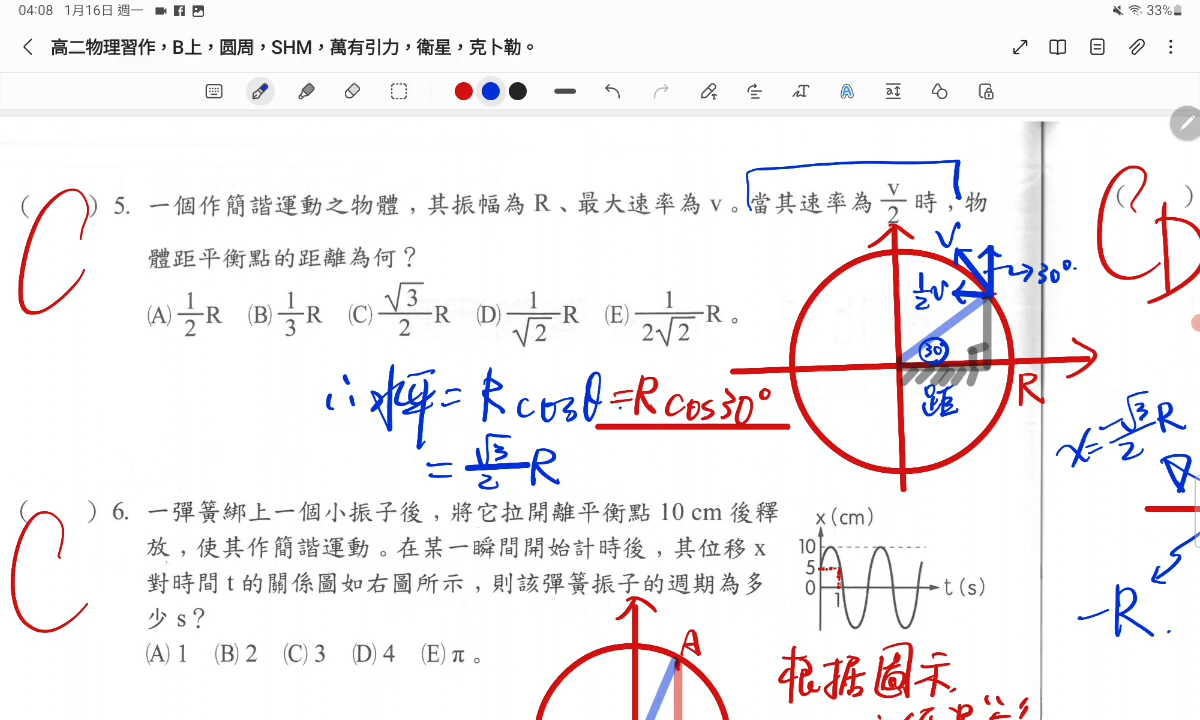 04:08 1月16日 週一 33%
高二物理習作，B上，圓周，SHM，萬有引力，衛星，克卜勒。
C ( ) 5. 一個作簡諧運動之物體，其振幅為 R、最大速率為 v。當其速率為 v/2 時，物
體距平衡點的距離為何？
(A) 1/2 R (B) 1/3 R (C) √3/2 R (D) 1/√2 R (E) 1/2√2 R。
V
1/2 v
30°
30°
距
R
∴水平 = R cosθ = R cos30°
= √3/2 R
C ( ) 6. 一彈簧綁上一個小振子後，將它拉開離平衡點 10 cm 後釋
放，使其作簡諧運動。在某一瞬間開始計時後，其位移 x
對時間 t 的關係圖如右圖所示，則該彈簧振子的週期為多
少 s？
(A) 1 (B) 2 (C) 3 (D) 4 (E) π。
x (cm)
10
5
0
1
t (s)
A
根据圖示
( )
C D
x = -√3/2 R
-R